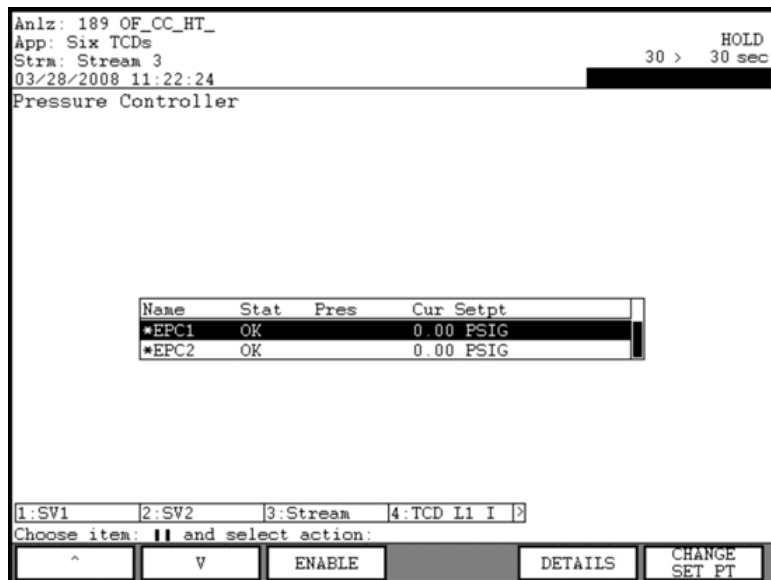 Anlz: 189 OF_CC_HT_
App: Six TCDs
HOLD
Strm: Stream 3
30 > 30 sec
03/28/2008 11:22:24
Pressure Controller
Name Stat Pres Cur Setpt
*EPC1 OK 0.00 PSIG
*EPC2 OK 0.00 PSIG
1:SV1 2:SV2 3:Stream 4:TCD L1 I >
Choose item: and select action:
^ V ENABLE DETAILS CHANGE
SET PT